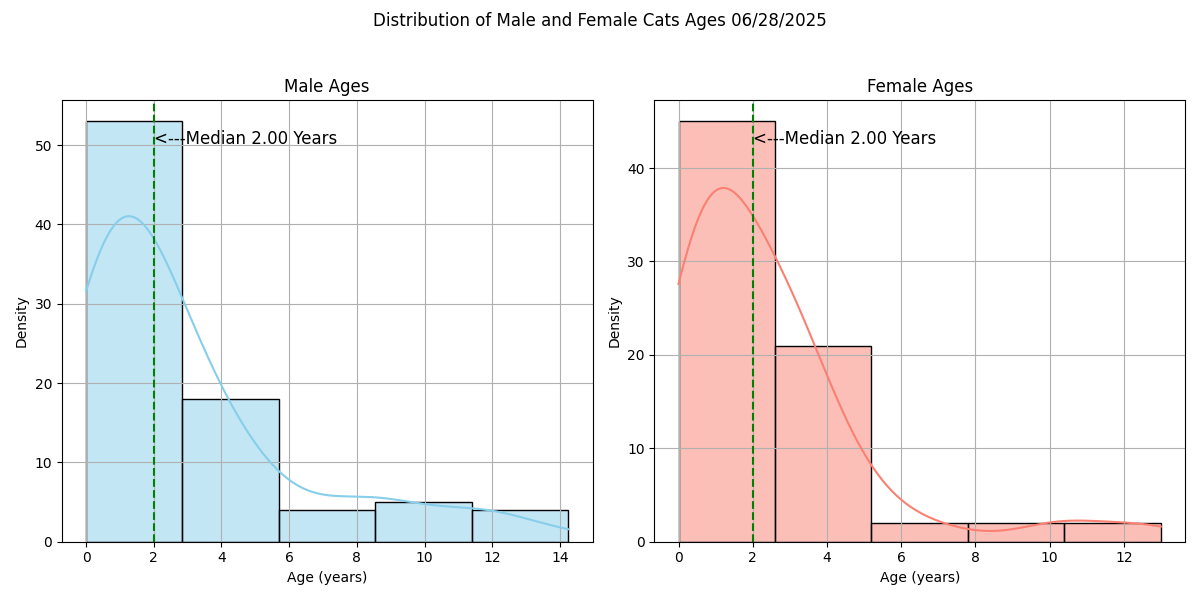 Distribution of Male and Female Cats Ages 06/28/2025
Male Ages
<---Median 2.00 Years
Density
50
40
30
20
10
0
0 2 4 6 8 10 12 14
Age (years)
Female Ages
<---Median 2.00 Years
Density
40
30
20
10
0
0 2 4 6 8 10 12
Age (years)